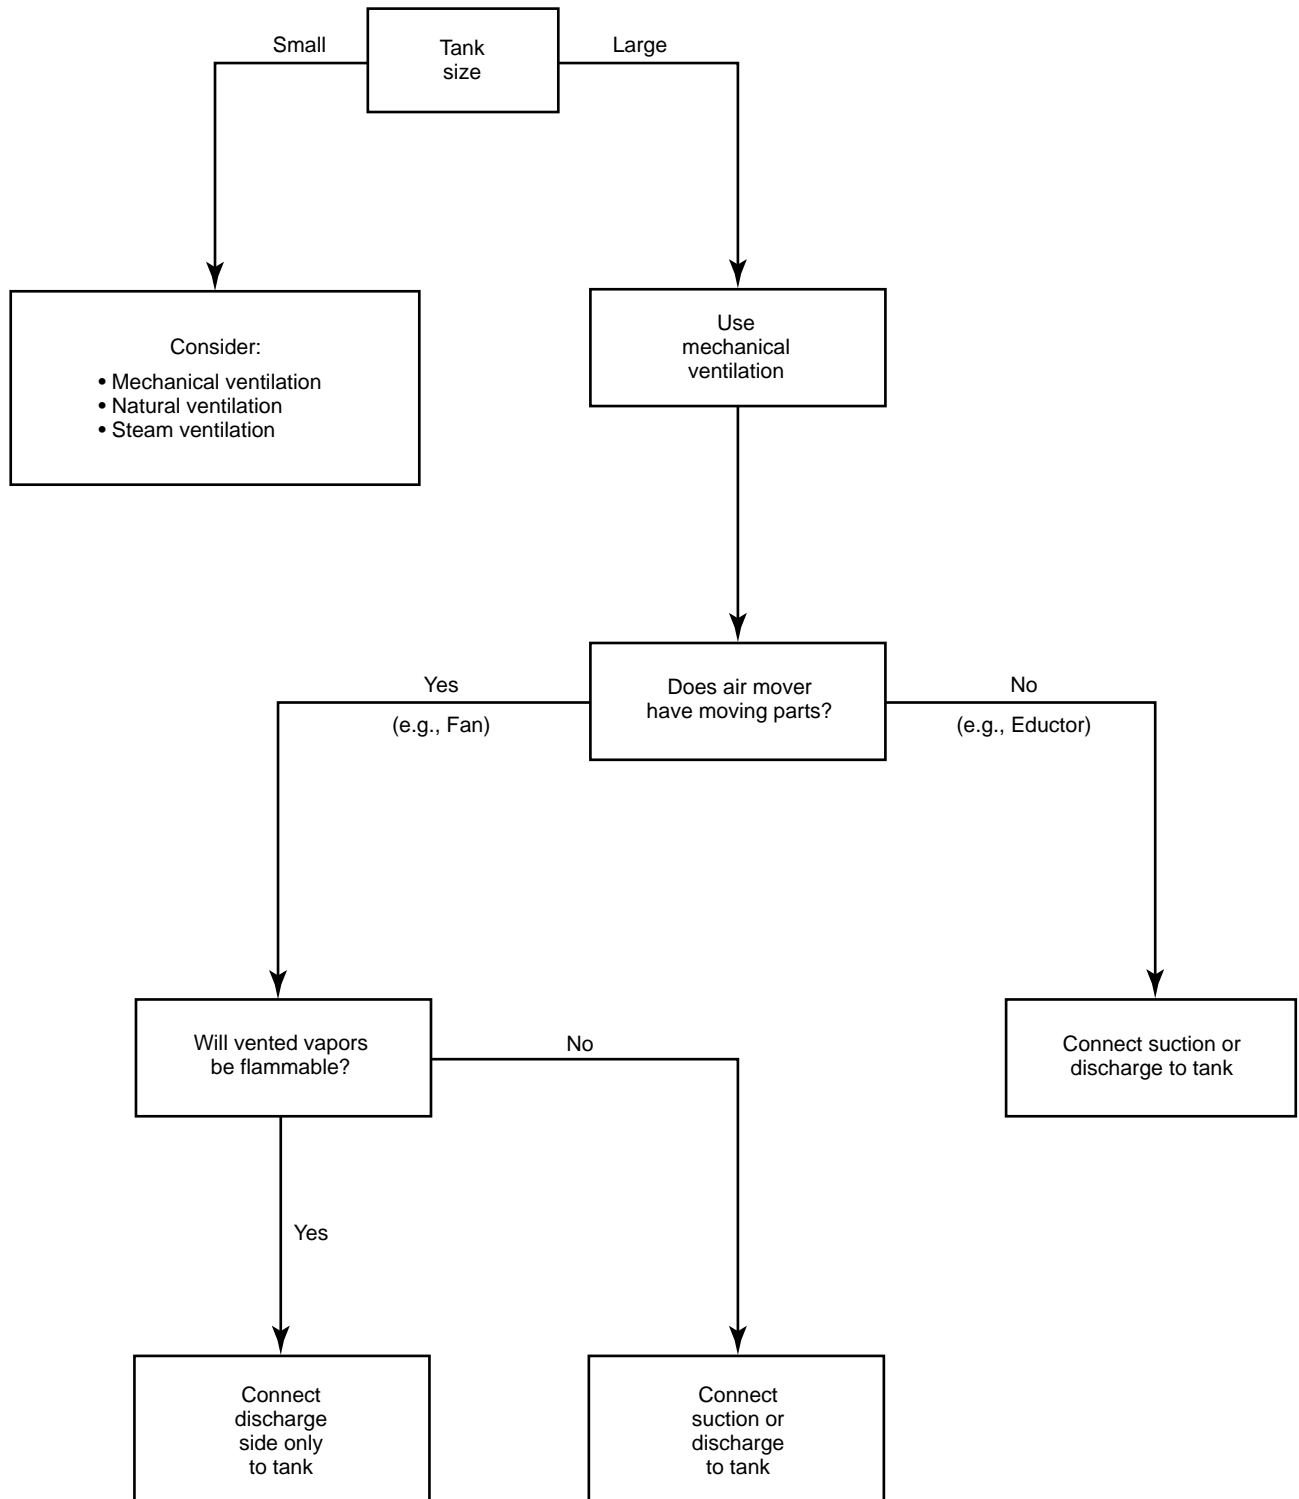 Small
Tank
size
Large
Consider:
• Mechanical ventilation
• Natural ventilation
• Steam ventilation
Use
mechanical
ventilation
Yes
(e.g., Fan)
Does air mover
have moving parts?
No
(e.g., Eductor)
Will vented vapors
be flammable?
No
Connect suction or
discharge to tank
Yes
Connect
discharge
side only
to tank
Connect
suction or
discharge
to tank